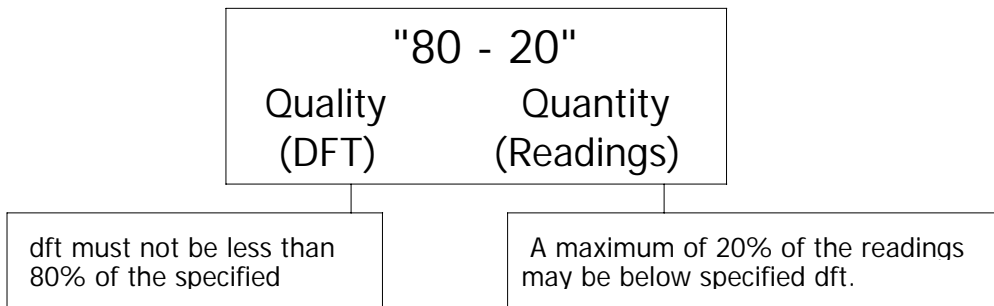 "80 - 20"
Quality Quantity
(DFT) (Readings)
dft must not be less than
80% of the specified
A maximum of 20% of the readings
may be below specified dft.